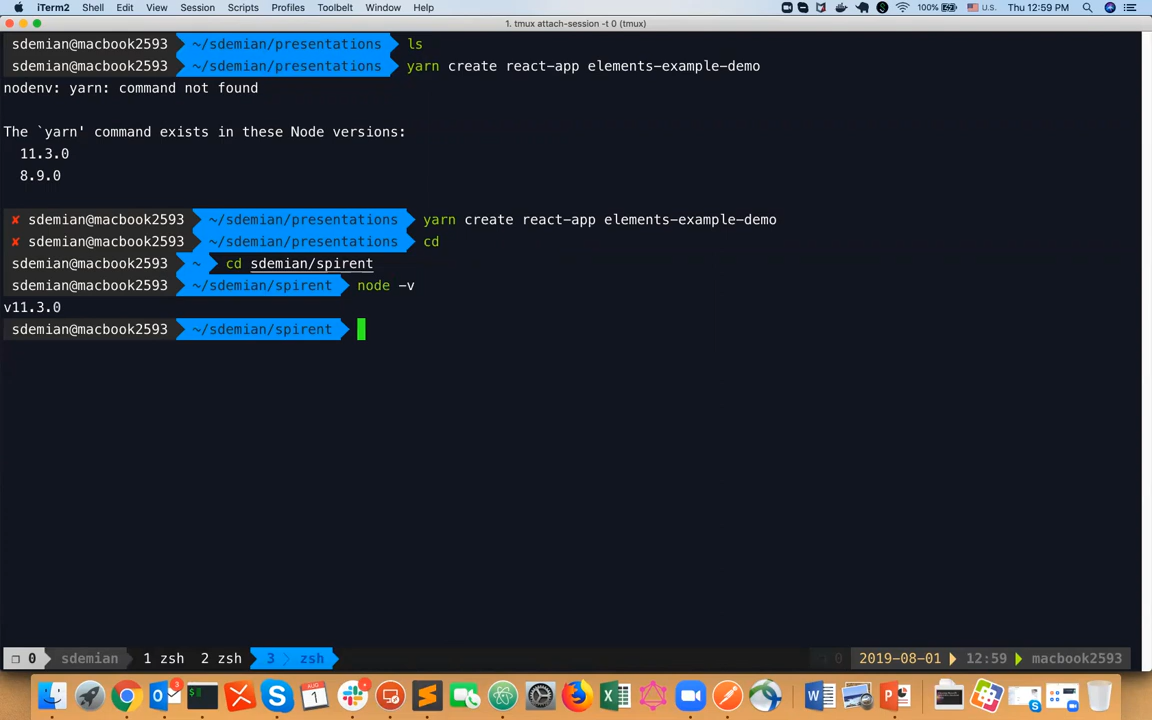 iTerm2 Shell Edit View Session Scripts Profiles Toolbelt Window Help 100% U.S. Thu 12:59 PM
1. tmux attach-session -t 0 (tmux)
sdemian@macbook2593 ~/sdemian/presentations ls
sdemian@macbook2593 ~/sdemian/presentations yarn create react-app elements-example-demo
nodenv: yarn: command not found
The `yarn' command exists in these Node versions:
11.3.0
8.9.0
✘ sdemian@macbook2593 ~/sdemian/presentations yarn create react-app elements-example-demo
✘ sdemian@macbook2593 ~/sdemian/presentations cd
sdemian@macbook2593 ~ cd sdemian/spirent
sdemian@macbook2593 ~/sdemian/spirent node -v
v11.3.0
sdemian@macbook2593 ~/sdemian/spirent
0 sdemian 1 zsh 2 zsh 3 zsh 0 2019-08-01 12:59 macbook2593